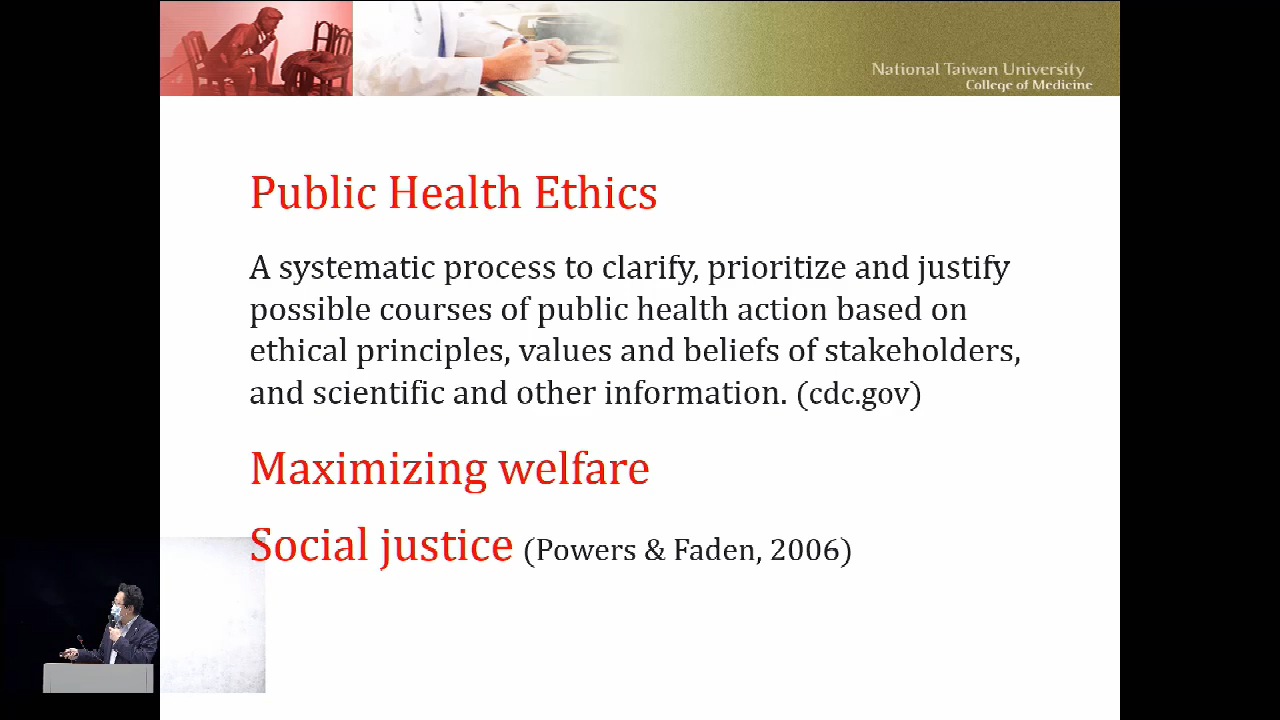 National Taiwan University
College of Medicine
Public Health Ethics
A systematic process to clarify, prioritize and justify
possible courses of public health action based on
ethical principles, values and beliefs of stakeholders,
and scientific and other information. (cdc.gov)
Maximizing welfare
Social justice (Powers & Faden, 2006)